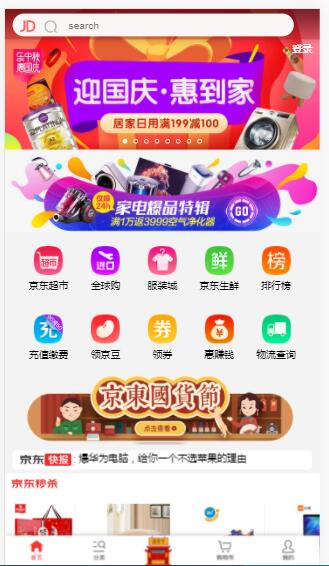 JD search
登录
乐中秋
惠国庆
迎国庆·惠到家
居家日用满199减100
仅限
24h
家电爆品特辑
满1万返3999空气净化器
GO
超市
进口
鲜
榜
京东超市 全球购 服装城 京东生鲜 排行榜
充
券
充值缴费 领京豆 领券 惠赚钱 物流查询
京東國貨節
点击查看
京东 快报 : 爆华为电脑，给你一个不选苹果的理由
京东秒杀
首页 分类 购物车 我的